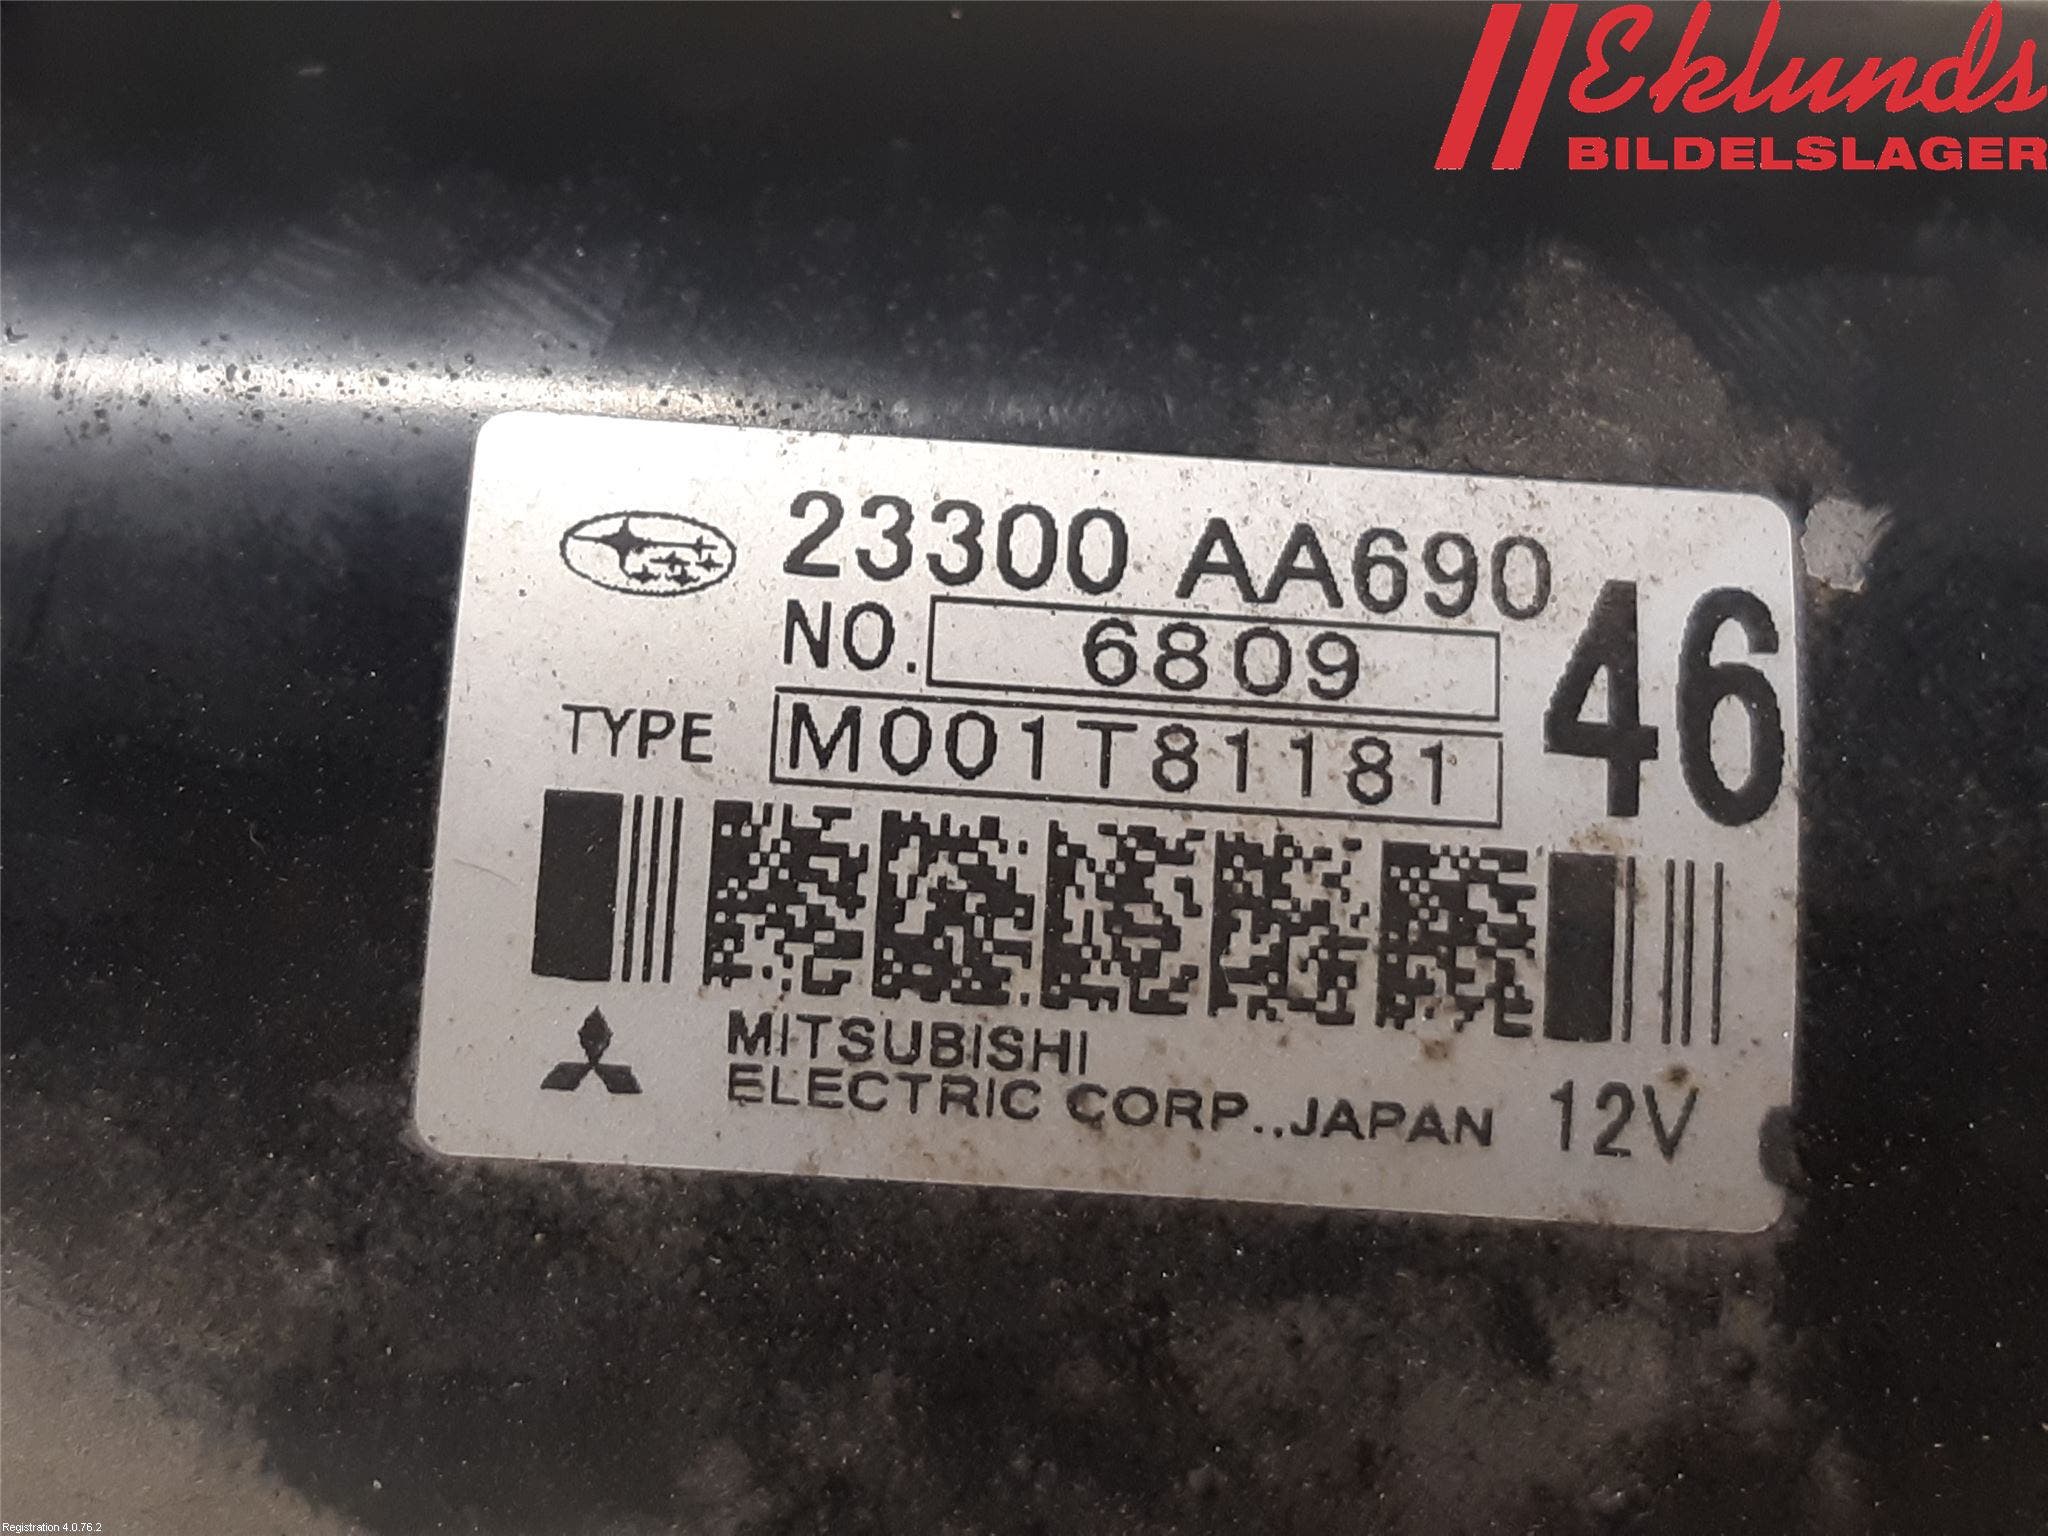 Eklunds
BILDELSLAGER
23300 AA690
NO. 6809
46
TYPE M001T81181
MITSUBISHI
ELECTRIC CORP.,JAPAN 12V
Registration 4.0.76.2